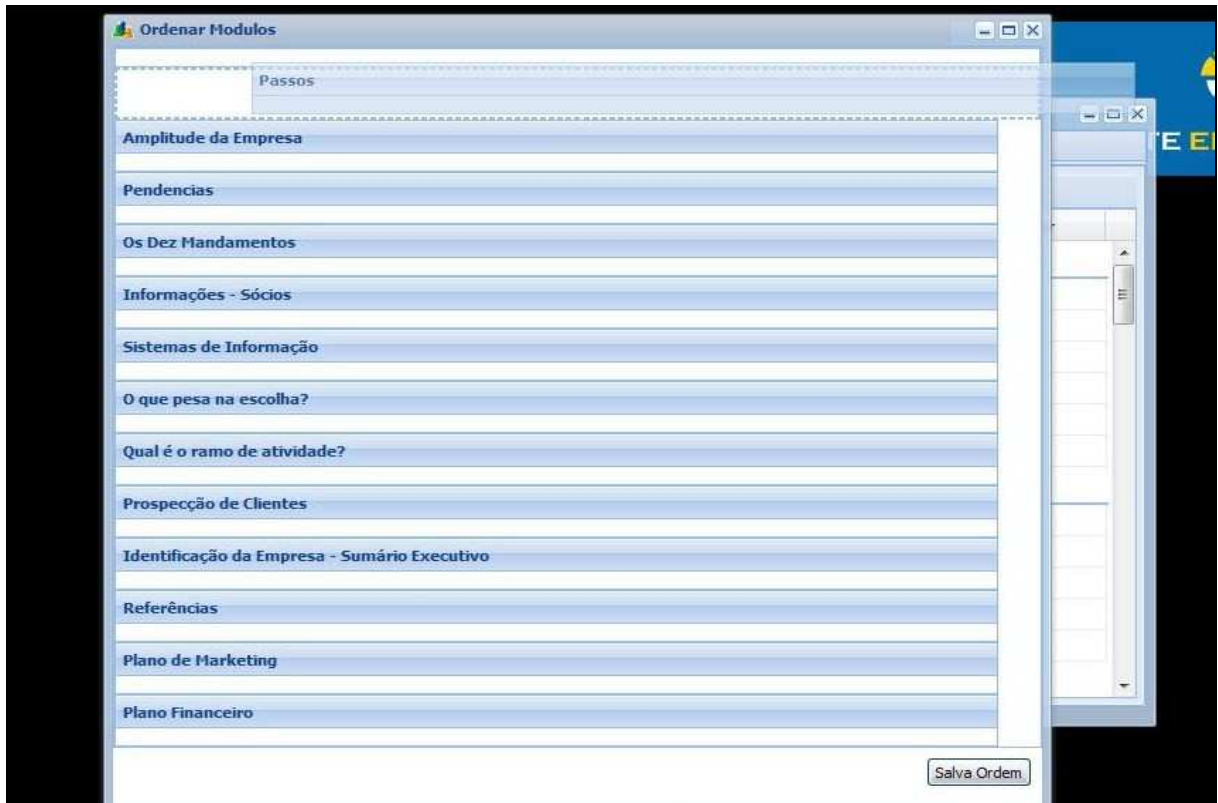 Ordenar Modulos
Passos
Amplitude da Empresa
Pendencias
Os Dez Mandamentos
Informações - Sócios
Sistemas de Informação
O que pesa na escolha?
Qual é o ramo de atividade?
Prospecção de Clientes
Identificação da Empresa - Sumário Executivo
Referências
Plano de Marketing
Plano Financeiro
Salva Ordem